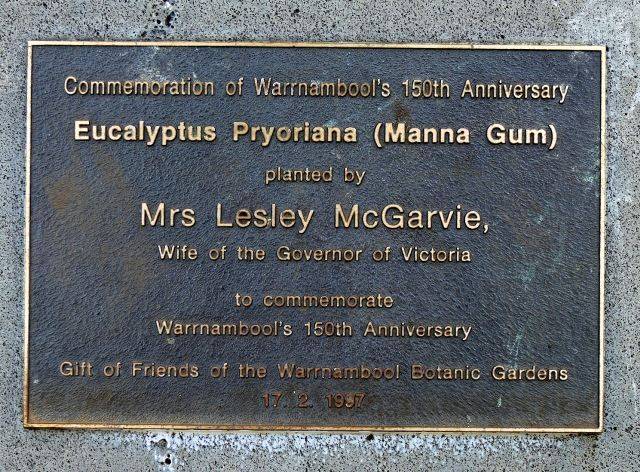 Commemoration of Warrnambool's 150th Anniversary
Eucalyptus Pryoriana (Manna Gum)
planted by
Mrs Lesley McGarvie,
Wife of the Governor of Victoria
to commemorate
Warrnambool's 150th Anniversary
Gift of Friends of the Warrnambool Botanic Gardens
17. 2. 1997